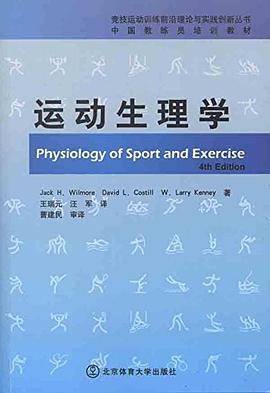 竞技运动训练前沿理论与实践创新丛书
中国教练员培训教材
运动生理学
Physiology of Sport and Exercise
4th Edition
Jack H. Wilmore David L. Costill W. Larry Kenney 著
王瑞元 汪军 译
曹建民 审译
北京体育大学出版社